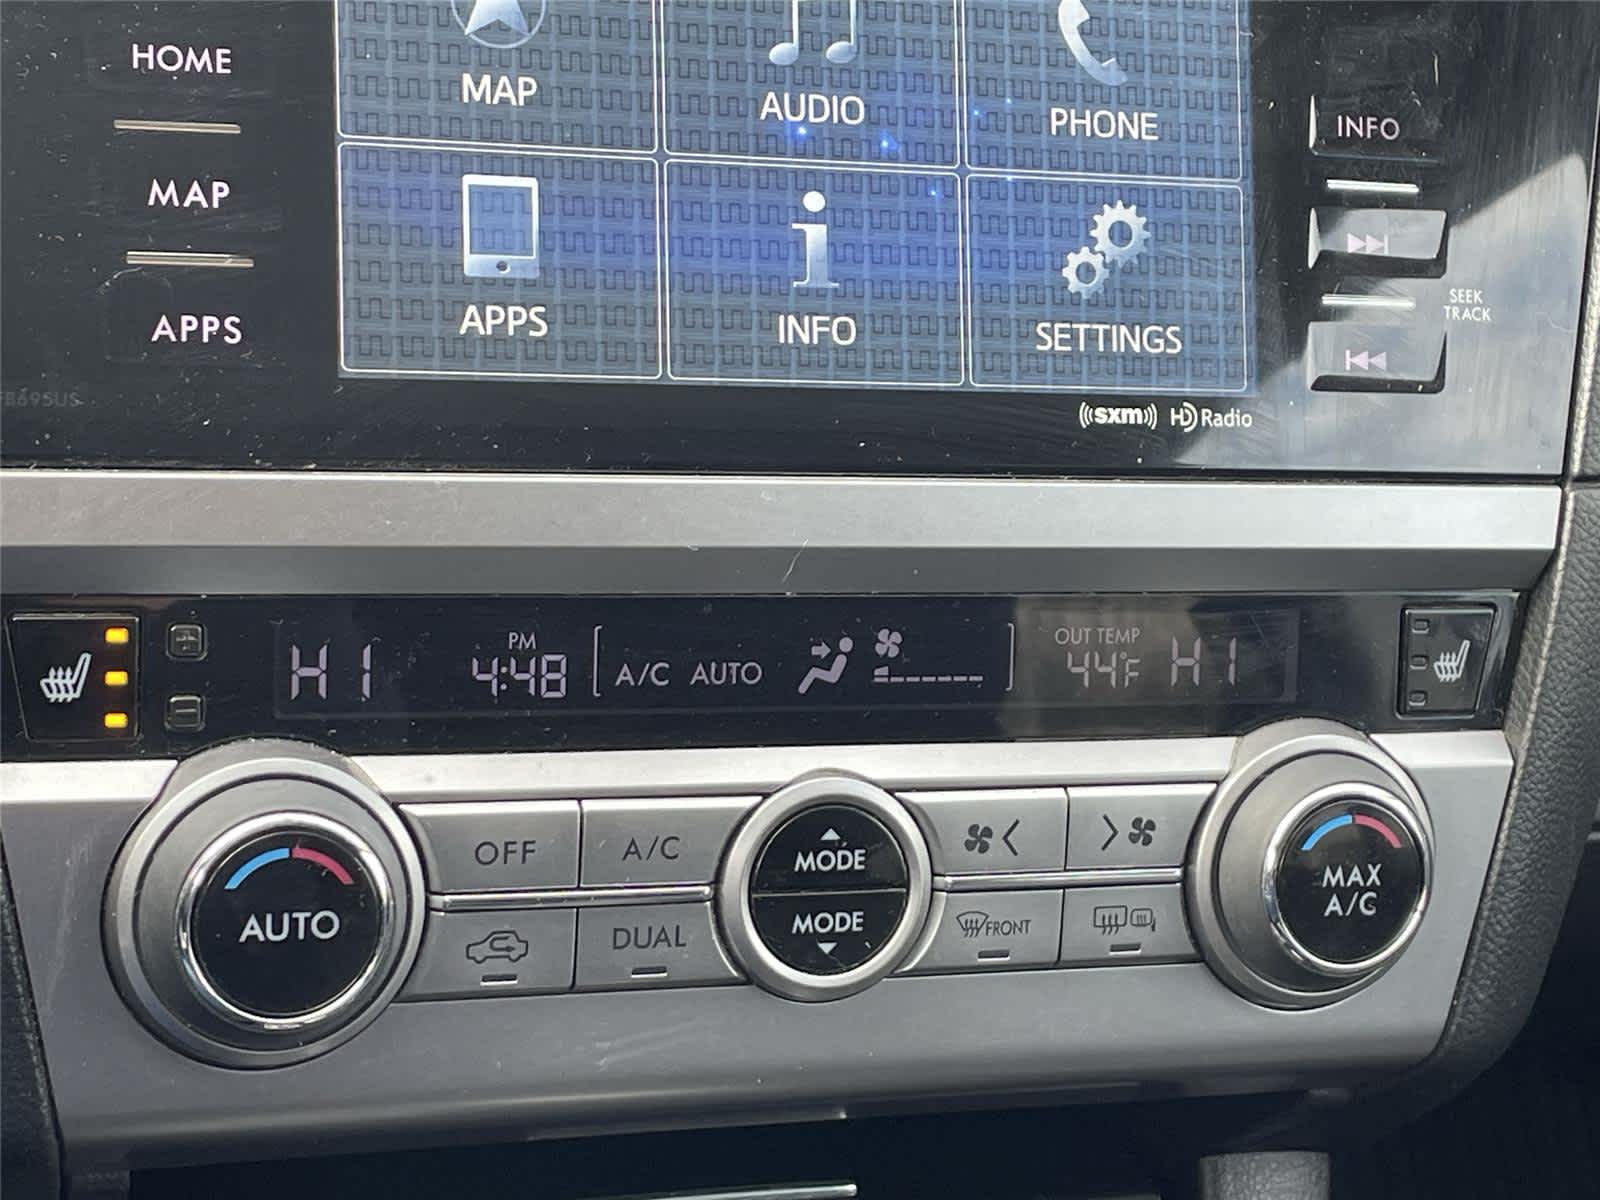 HOME
MAP
APPS
MAP
AUDIO
PHONE
APPS
INFO
SETTINGS
INFO
SEEK
TRACK
sxm HD Radio
HI
PM
4:48
A/C AUTO
OUT TEMP
44°F
HI
AUTO
OFF
A/C
DUAL
MODE
MODE
FRONT
MAX
A/C